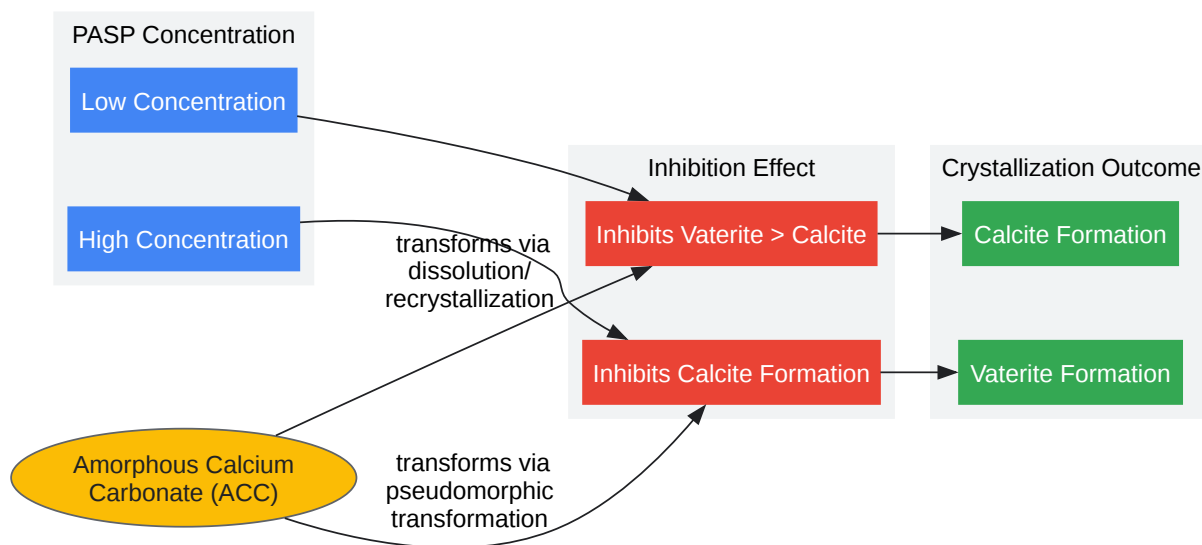 PASP Concentration
Low Concentration
High Concentration
transforms via
dissolution/
recrystallization
Inhibition Effect
Inhibits Vaterite > Calcite
Inhibits Calcite Formation
Crystallization Outcome
Calcite Formation
Vaterite Formation
Amorphous Calcium
Carbonate (ACC)
transforms via
pseudomorphic
transformation